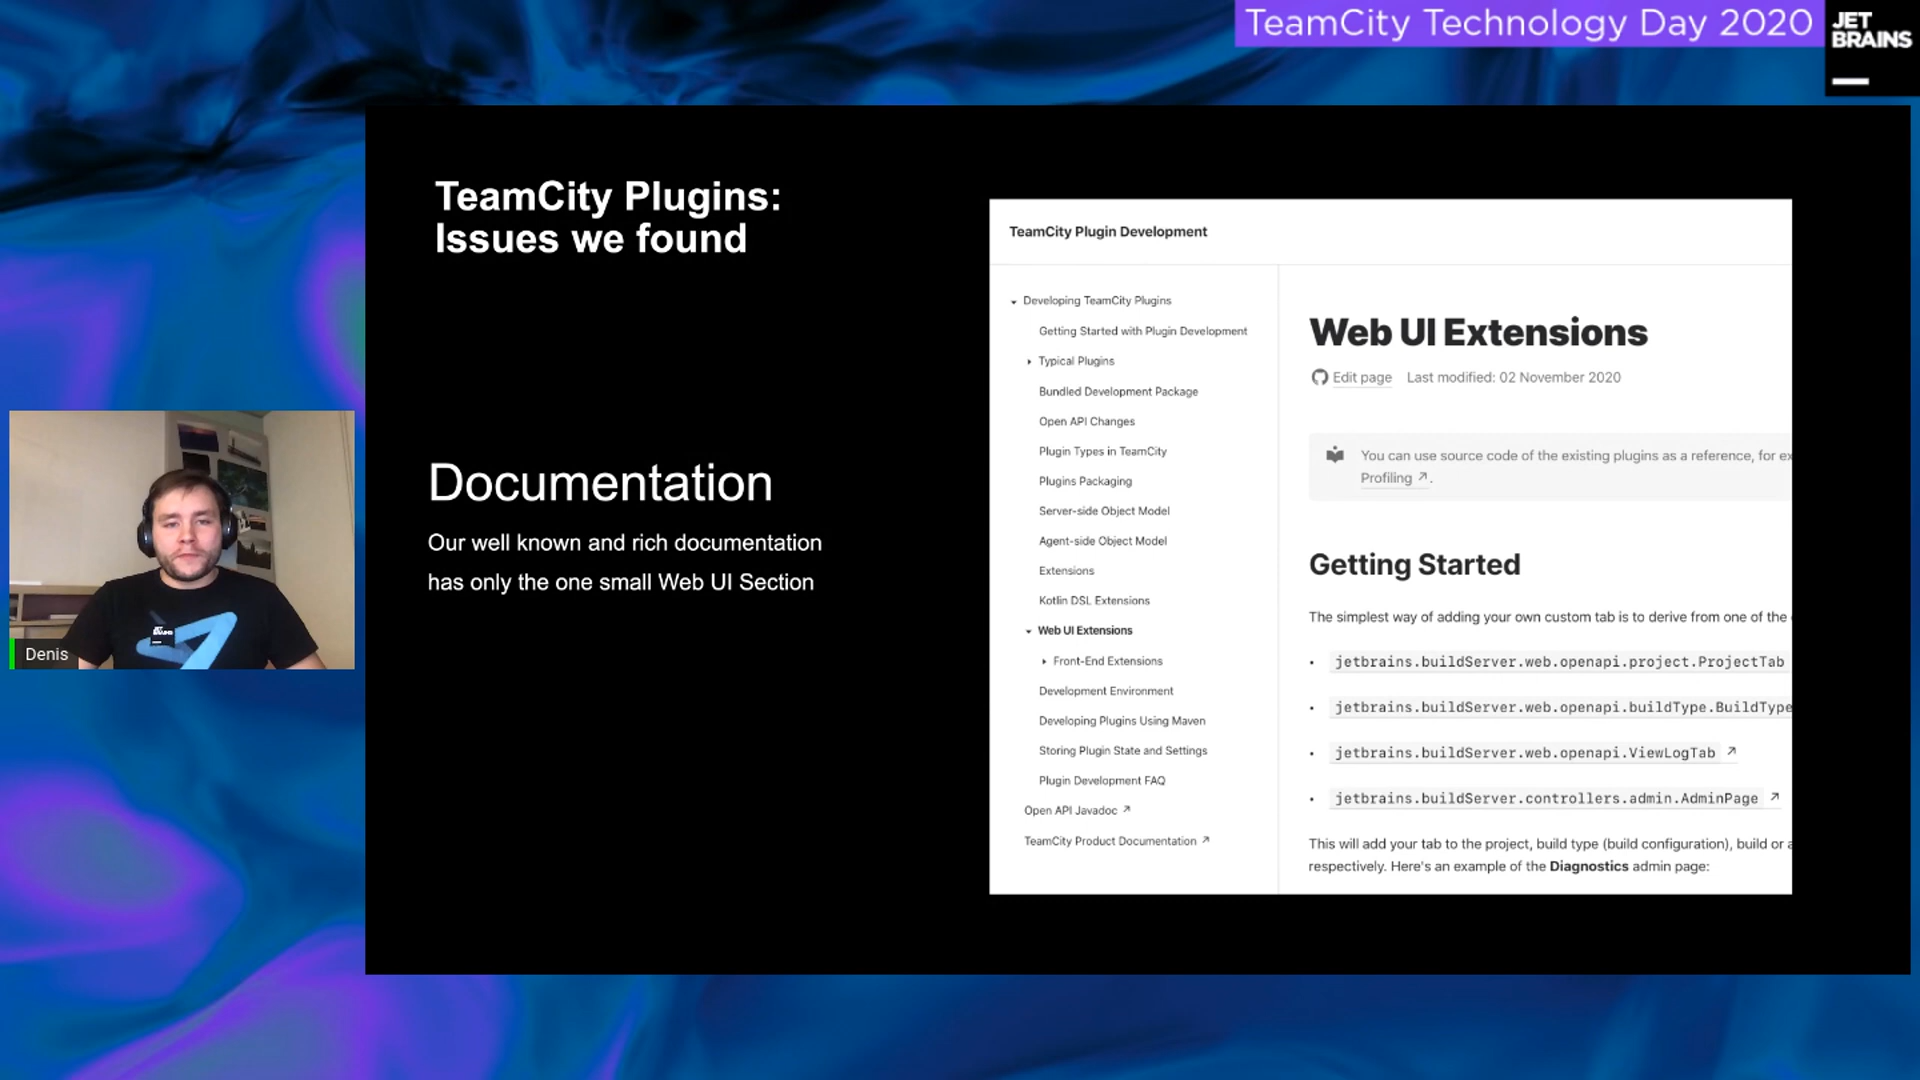 TeamCity Technology Day 2020
JET
BRAINS
TeamCity Plugins:
Issues we found
Documentation
Our well known and rich documentation
has only the one small Web UI Section
TeamCity Plugin Development
Developing TeamCity Plugins
Getting Started with Plugin Development
Typical Plugins
Bundled Development Package
Open API Changes
Plugin Types in TeamCity
Plugins Packaging
Server-side Object Model
Agent-side Object Model
Extensions
Kotlin DSL Extensions
Web UI Extensions
Front-End Extensions
Development Environment
Developing Plugins Using Maven
Storing Plugin State and Settings
Plugin Development FAQ
Open API Javadoc ↗
TeamCity Product Documentation ↗
Web UI Extensions
Edit page Last modified: 02 November 2020
You can use source code of the existing plugins as a reference, for ex
Profiling ↗.
Getting Started
The simplest way of adding your own custom tab is to derive from one of the
• jetbrains.buildServer.web.openapi.project.ProjectTab
• jetbrains.buildServer.web.openapi.buildType.BuildType
• jetbrains.buildServer.web.openapi.ViewLogTab ↗
• jetbrains.buildServer.controllers.admin.AdminPage ↗
This will add your tab to the project, build type (build configuration), build or a
respectively. Here's an example of the Diagnostics admin page:
JET
BRAINS
Denis